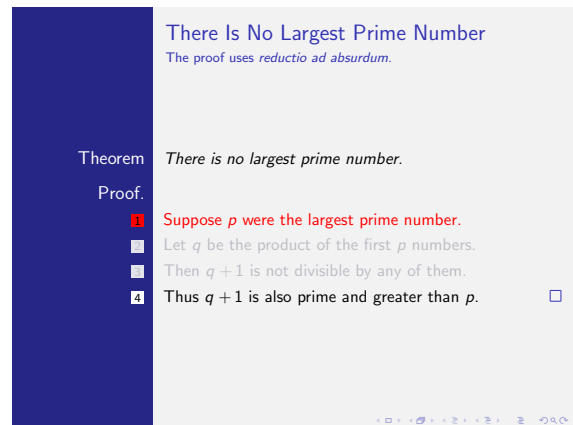 There Is No Largest Prime Number
The proof uses reductio ad absurdum.
Theorem There is no largest prime number.
Proof.
1 Suppose p were the largest prime number.
2 Let q be the product of the first p numbers.
3 Then q + 1 is not divisible by any of them.
4 Thus q + 1 is also prime and greater than p. □